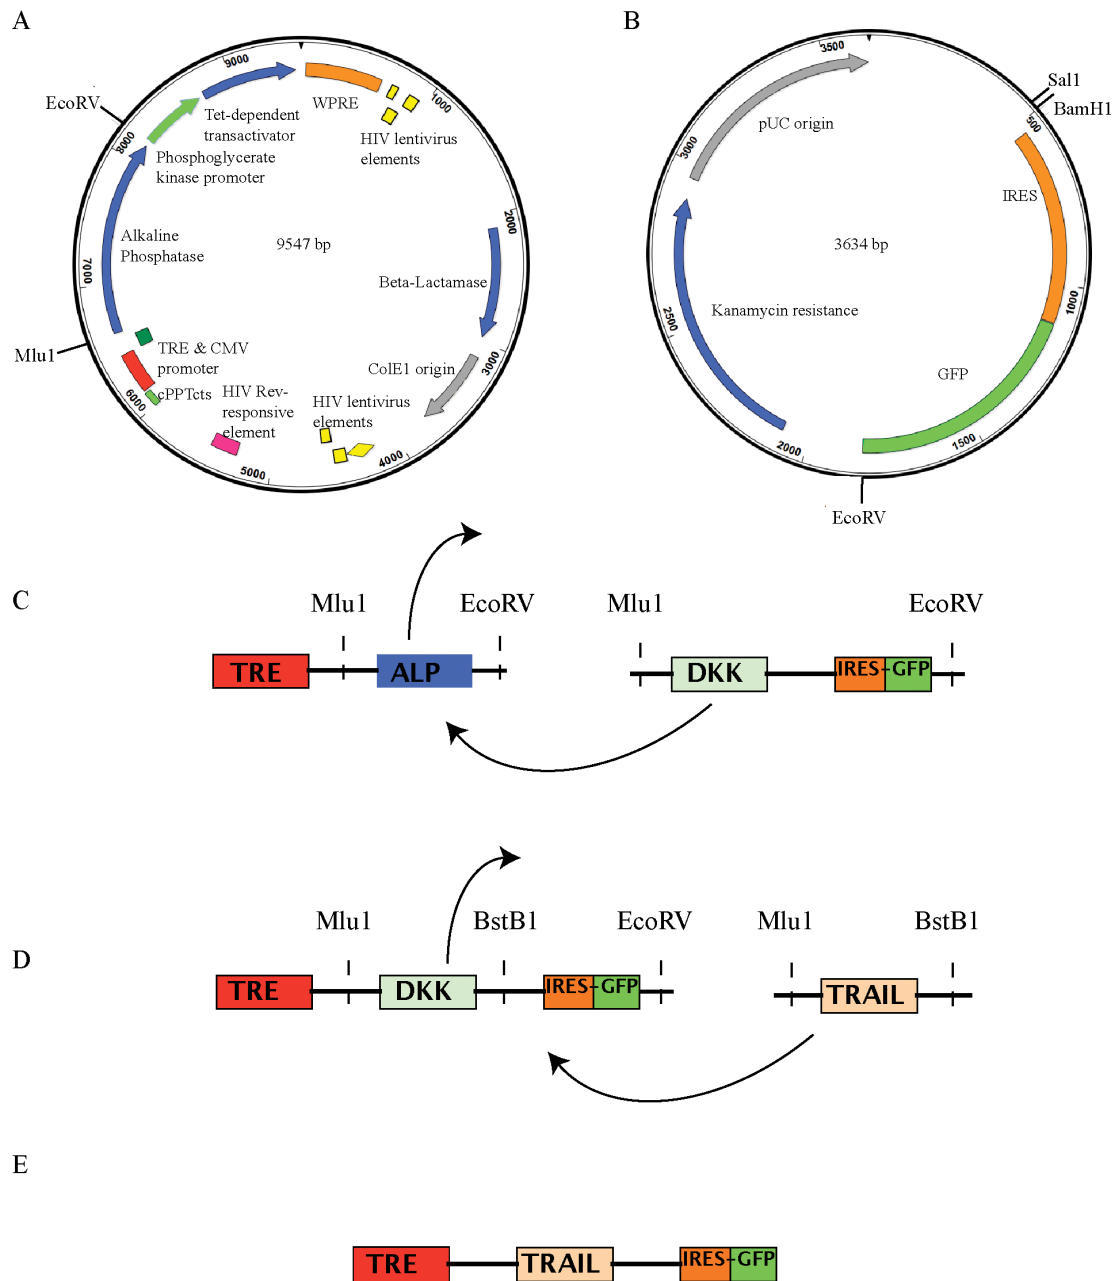 A
B
9000
WPRE
1000
HIV lentivirus
elements
EcoRV
8000
Tet-dependent
transactivator
Phosphoglycerate
kinase promoter
2000
Alkaline
Phosphatase
9547 bp
7000
Beta-Lactamase
Mlu1
TRE & CMV
promoter
cPPTcts
6000
HIV Rev-
responsive
element
ColE1 origin
3000
HIV lentivirus
elements
5000
4000
3500
Sal1
BamH1
500
pUC origin
3000
IRES
3634 bp
1000
Kanamycin resistance
2500
GFP
1500
2000
EcoRV
C
Mlu1 EcoRV Mlu1 EcoRV
TRE ALP DKK IRES-GFP
D
Mlu1 BstB1 EcoRV Mlu1 BstB1
TRE DKK IRES-GFP TRAIL
E
TRE TRAIL IRES-GFP